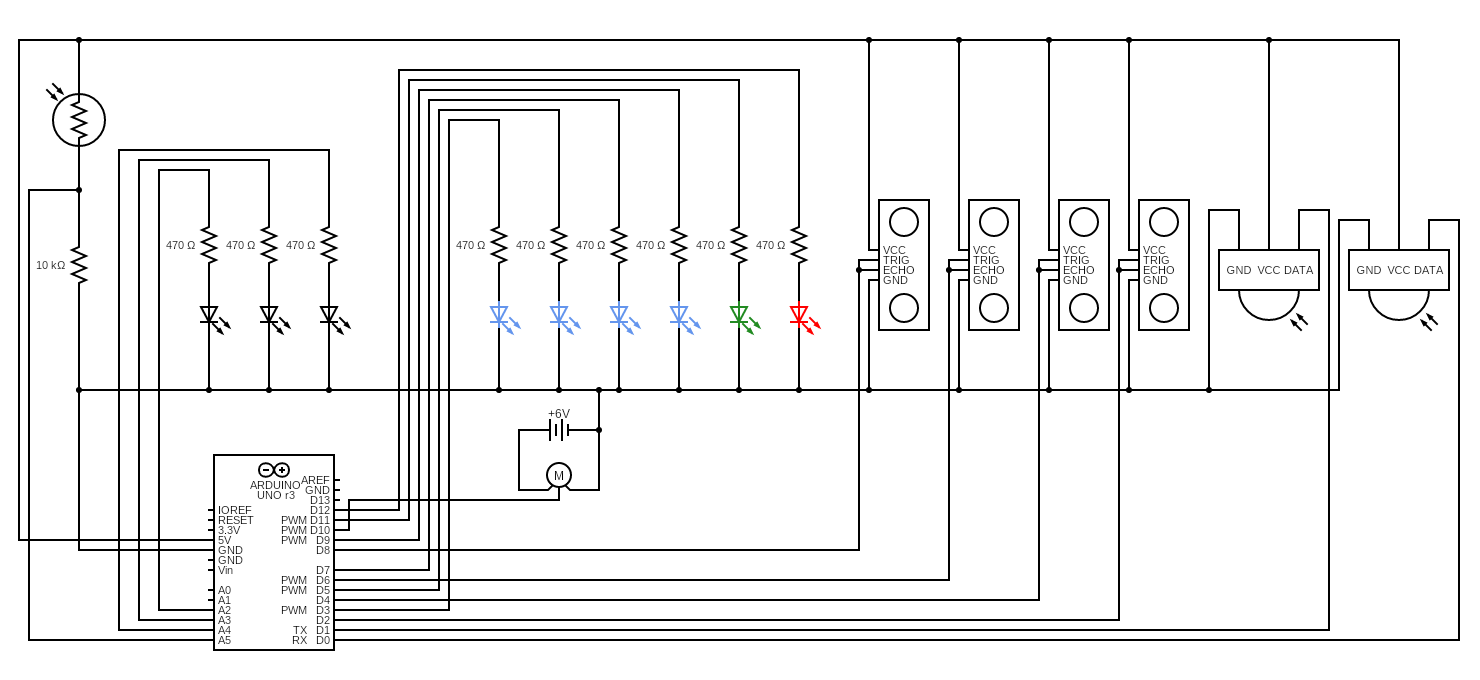 470 Ω 470 Ω 470 Ω 470 Ω 470 Ω 470 Ω 470 Ω 470 Ω 470 Ω
10 kΩ
VCC
TRIG
ECHO
GND
VCC
TRIG
ECHO
GND
VCC
TRIG
ECHO
GND
VCC
TRIG
ECHO
GND
GND VCC DATA
GND VCC DATA
+6V
M
ARDUINO
UNO r3
AREF
GND
D13
IOREF D12
RESET PWM D11
3.3V PWM D10
5V PWM D9
GND D8
GND
Vin D7
PWM D6
A0 PWM D5
A1 D4
A2 PWM D3
A3 D2
A4 TX D1
A5 RX D0